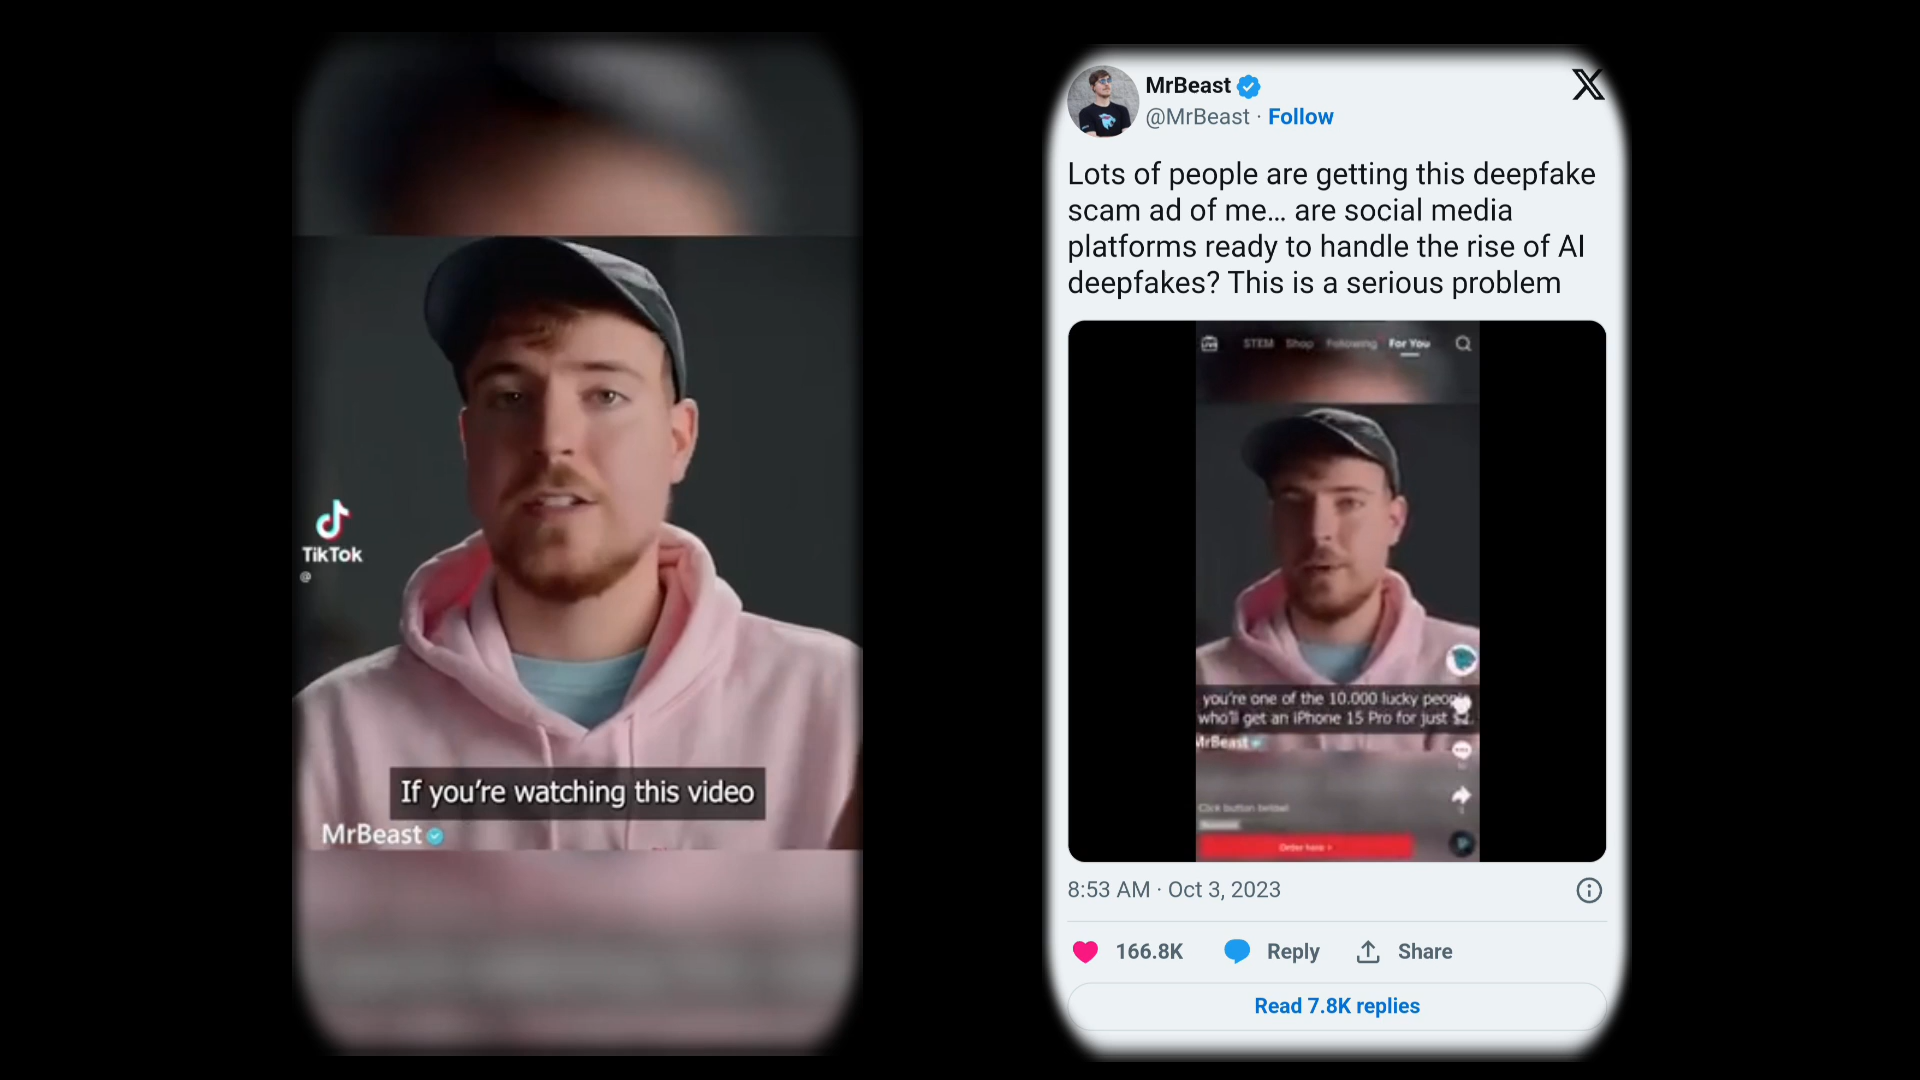 TikTok
@
If you're watching this video
MrBeast
MrBeast
@MrBeast · Follow
Lots of people are getting this deepfake
scam ad of me... are social media
platforms ready to handle the rise of AI
deepfakes? This is a serious problem
LIVE STEM Shop Following For You
you're one of the 10.000 lucky people
who'll get an iPhone 15 Pro for just $2.
MrBeast
Click button below!
Order here >
8:53 AM · Oct 3, 2023
166.8K Reply Share
Read 7.8K replies